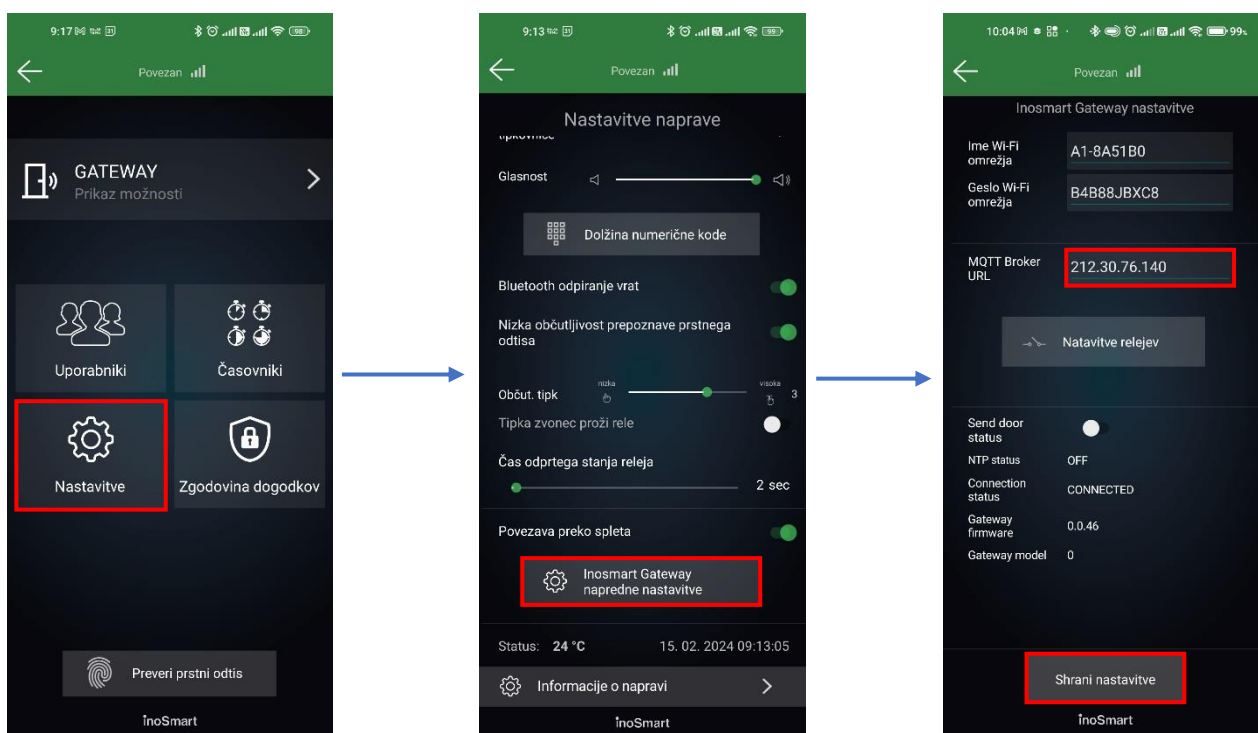 9:17
98
Povezan
GATEWAY
Prikaz možnosti
Uporabniki
Časovniki
Nastavitve
Zgodovina dogodkov
Preveri prstni odtis
inoSmart
9:13
99
Povezan
Nastavitve naprave
tipkovnice
Glasnost
Dolžina numerične kode
Bluetooth odpiranje vrat
Nizka občutljivost prepoznave prstnega
odtisa
Občut. tipk
nizka
visoka
3
Tipka zvonec proži rele
Čas odprtega stanja releja
2 sec
Povezava preko spleta
Inosmart Gateway
napredne nastavitve
Status: 24 °C 15. 02. 2024 09:13:05
Informacije o napravi
inoSmart
10:04
99%
Povezan
Inosmart Gateway nastavitve
Ime Wi-Fi
omrežja
A1-8A51B0
Geslo Wi-Fi
omrežja
B4B88JBXC8
MQTT Broker
URL
212.30.76.140
Natavitve relejev
Send door
status
NTP status OFF
Connection
status
CONNECTED
Gateway
firmware
0.0.46
Gateway model 0
Shrani nastavitve
inoSmart